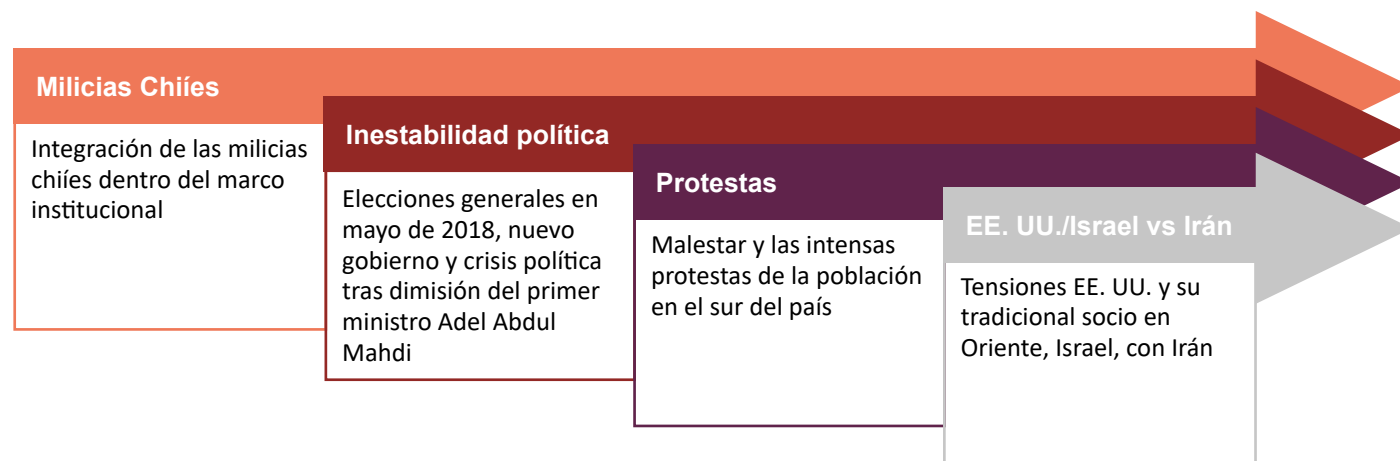 Milicias Chiíes
Integración de las milicias
chiíes dentro del marco
institucional
Inestabilidad política
Elecciones generales en
mayo de 2018, nuevo
gobierno y crisis política
tras dimisión del primer
ministro Adel Abdul
Mahdi
Protestas
Malestar y las intensas
protestas de la población
en el sur del país
EE. UU./Israel vs Irán
Tensiones EE. UU. y su
tradicional socio en
Oriente, Israel, con Irán